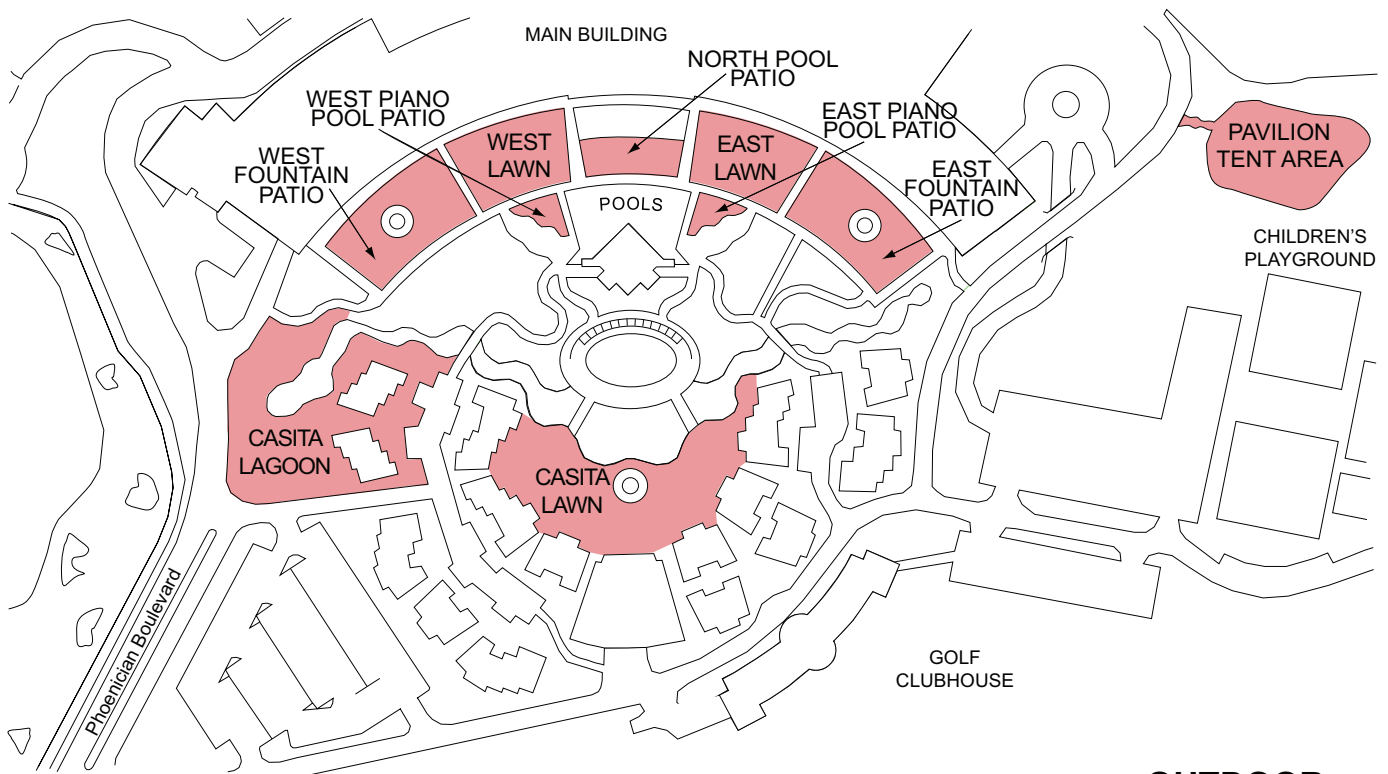 MAIN BUILDING
NORTH POOL
PATIO
WEST PIANO
POOL PATIO
EAST PIANO
POOL PATIO
PAVILION
TENT AREA
WEST
LAWN
EAST
LAWN
WEST
FOUNTAIN
PATIO
EAST
FOUNTAIN
PATIO
POOLS
CHILDREN'S
PLAYGROUND
CASITA
LAGOON
CASITA
LAWN
Phoenician Boulevard
GOLF
CLUBHOUSE